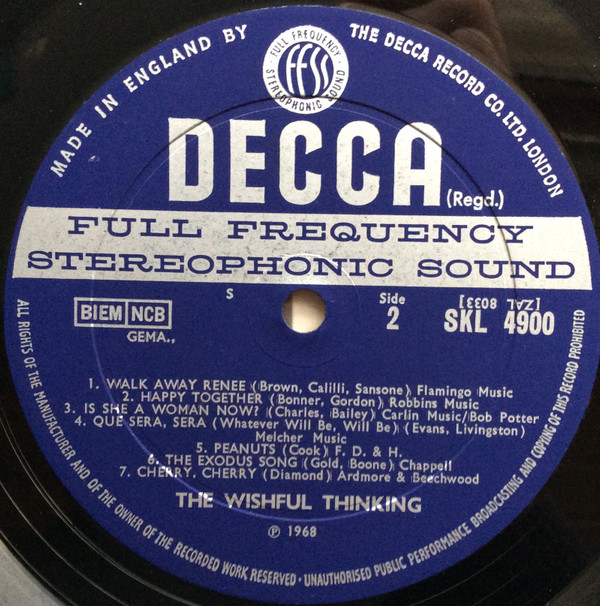 MADE IN ENGLAND BY
THE DECCA RECORD CO. LTD. LONDON
FULL FREQUENCY
FFSS
STEREOPHONIC SOUND
DECCA (Regd.)
FULL FREQUENCY
STEREOPHONIC SOUND
BIEM NCB
GEMA.,
S
Side
2
[ZAL 8033]
SKL 4900
1. WALK AWAY RENEE (Brown, Calilli, Sansone) Flamingo Music
2. HAPPY TOGETHER (Bonner, Gordon) Robbins Music
3. IS SHE A WOMAN NOW? (Charles, Bailey) Carlin Music/Bob Potter
4. QUE SERA, SERA (Whatever Will Be, Will Be) (Evans, Livingston)
Melcher Music
5. PEANUTS (Cook) F. D. & H.
6. THE EXODUS SONG (Gold, Boone) Chappell
7. CHERRY, CHERRY (Diamond) Ardmore & Beechwood
THE WISHFUL THINKING
℗ 1968
ALL RIGHTS OF THE MANUFACTURER AND OF THE OWNER OF THE RECORDED WORK RESERVED · UNAUTHORISED PUBLIC PERFORMANCE BROADCASTING AND COPYING OF THIS RECORD PROHIBITED